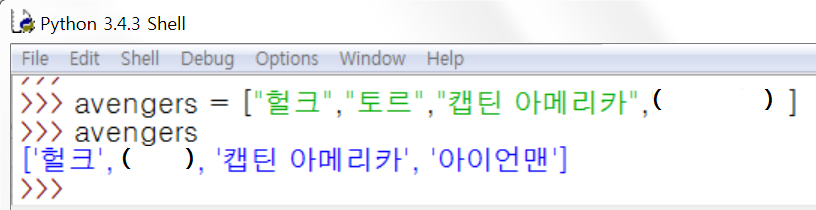 Python 3.4.3 Shell
File Edit Shell Debug Options Window Help
>>>
>>> avengers = ["헐크","토르","캡틴 아메리카",( ) ]
>>> avengers
['헐크',( ), '캡틴 아메리카', '아이언맨']
>>>